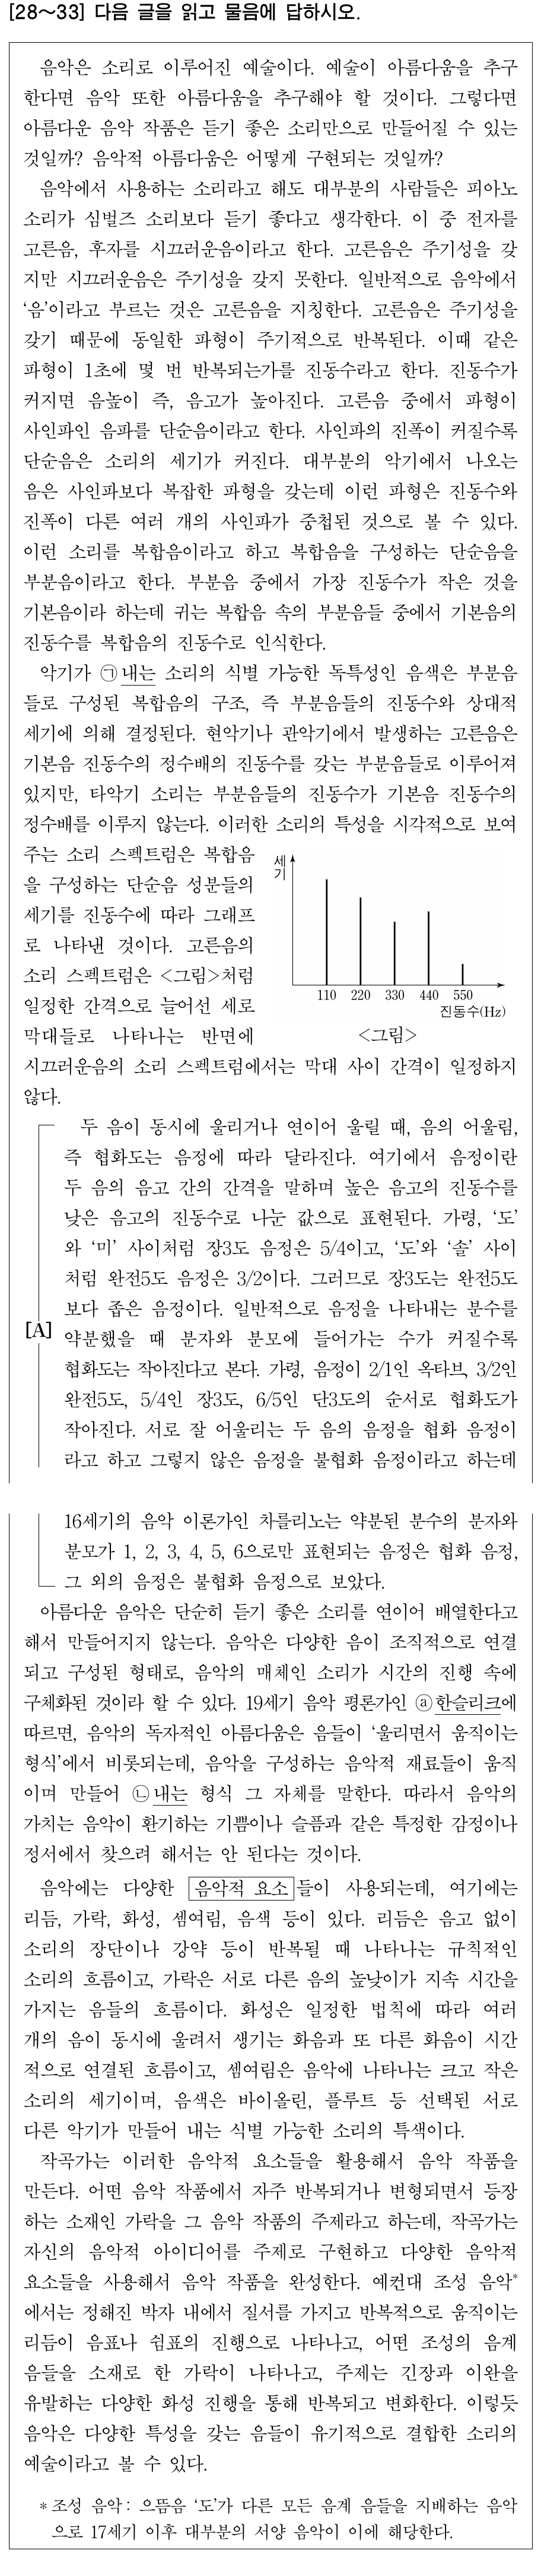 [28~33] 다음 글을 읽고 물음에 답하시오.
음악은 소리로 이루어진 예술이다. 예술이 아름다움을 추구
한다면 음악 또한 아름다움을 추구해야 할 것이다. 그렇다면
아름다운 음악 작품은 듣기 좋은 소리만으로 만들어질 수 있는
것일까? 음악적 아름다움은 어떻게 구현되는 것일까?
음악에서 사용하는 소리라고 해도 대부분의 사람들은 피아노
소리가 심벌즈 소리보다 듣기 좋다고 생각한다. 이 중 전자를
고른음, 후자를 시끄러운음이라고 한다. 고른음은 주기성을 갖
지만 시끄러운음은 주기성을 갖지 못한다. 일반적으로 음악에서
‘음’이라고 부르는 것은 고른음을 지칭한다. 고른음은 주기성을
갖기 때문에 동일한 파형이 주기적으로 반복된다. 이때 같은
파형이 1초에 몇 번 반복되는가를 진동수라고 한다. 진동수가
커지면 음높이 즉, 음고가 높아진다. 고른음 중에서 파형이
사인파인 음파를 단순음이라고 한다. 사인파의 진폭이 커질수록
단순음은 소리의 세기가 커진다. 대부분의 악기에서 나오는
음은 사인파보다 복잡한 파형을 갖는데 이런 파형은 진동수와
진폭이 다른 여러 개의 사인파가 중첩된 것으로 볼 수 있다.
이런 소리를 복합음이라고 하고 복합음을 구성하는 단순음을
부분음이라고 한다. 부분음 중에서 가장 진동수가 작은 것을
기본음이라 하는데 귀는 복합음 속의 부분음들 중에서 기본음의
진동수를 복합음의 진동수로 인식한다.
악기가 ㉠내는 소리의 식별 가능한 독특성인 음색은 부분음
들로 구성된 복합음의 구조, 즉 부분음들의 진동수와 상대적
세기에 의해 결정된다. 현악기나 관악기에서 발생하는 고른음은
기본음 진동수의 정수배의 진동수를 갖는 부분음들로 이루어져
있지만, 타악기 소리는 부분음들의 진동수가 기본음 진동수의
정수배를 이루지 않는다. 이러한 소리의 특성을 시각적으로 보여
주는 소리 스펙트럼은 복합음
을 구성하는 단순음 성분들의
세기를 진동수에 따라 그래프
로 나타낸 것이다. 고른음의
소리 스펙트럼은 <그림>처럼
일정한 간격으로 늘어선 세로
막대들로 나타나는 반면에
세기
110 220 330 440 550
진동수(Hz)
<그림>
시끄러운음의 소리 스펙트럼에서는 막대 사이 간격이 일정하지
않다.
두 음이 동시에 울리거나 연이어 울릴 때, 음의 어울림,
즉 협화도는 음정에 따라 달라진다. 여기에서 음정이란
두 음의 음고 간의 간격을 말하며 높은 음고의 진동수를
낮은 음고의 진동수로 나눈 값으로 표현된다. 가령, ‘도’
와 ‘미’ 사이처럼 장3도 음정은 5/4이고, ‘도’와 ‘솔’ 사이
처럼 완전5도 음정은 3/2이다. 그러므로 장3도는 완전5도
보다 좁은 음정이다. 일반적으로 음정을 나타내는 분수를
[A]
약분했을 때 분자와 분모에 들어가는 수가 커질수록
협화도는 작아진다고 본다. 가령, 음정이 2/1인 옥타브, 3/2인
완전5도, 5/4인 장3도, 6/5인 단3도의 순서로 협화도가
작아진다. 서로 잘 어울리는 두 음의 음정을 협화 음정이
라고 하고 그렇지 않은 음정을 불협화 음정이라고 하는데
16세기의 음악 이론가인 차를리노는 약분된 분수의 분자와
분모가 1, 2, 3, 4, 5, 6으로만 표현되는 음정은 협화 음정,
그 외의 음정은 불협화 음정으로 보았다.
아름다운 음악은 단순히 듣기 좋은 소리를 연이어 배열한다고
해서 만들어지지 않는다. 음악은 다양한 음이 조직적으로 연결
되고 구성된 형태로, 음악의 매체인 소리가 시간의 진행 속에
구체화된 것이라 할 수 있다. 19세기 음악 평론가인 ⓐ한슬리크에
따르면, 음악의 독자적인 아름다움은 음들이 ‘울리면서 움직이는
형식’에서 비롯되는데, 음악을 구성하는 음악적 재료들이 움직
이며 만들어 ㉡내는 형식 그 자체를 말한다. 따라서 음악의
가치는 음악이 환기하는 기쁨이나 슬픔과 같은 특정한 감정이나
정서에서 찾으려 해서는 안 된다는 것이다.
음악에는 다양한 음악적 요소들이 사용되는데, 여기에는
리듬, 가락, 화성, 셈여림, 음색 등이 있다. 리듬은 음고 없이
소리의 장단이나 강약 등이 반복될 때 나타나는 규칙적인
소리의 흐름이고, 가락은 서로 다른 음의 높낮이가 지속 시간을
가지는 음들의 흐름이다. 화성은 일정한 법칙에 따라 여러
개의 음이 동시에 울려서 생기는 화음과 또 다른 화음이 시간
적으로 연결된 흐름이고, 셈여림은 음악에 나타나는 크고 작은
소리의 세기이며, 음색은 바이올린, 플루트 등 선택된 서로
다른 악기가 만들어 내는 식별 가능한 소리의 특색이다.
작곡가는 이러한 음악적 요소들을 활용해서 음악 작품을
만든다. 어떤 음악 작품에서 자주 반복되거나 변형되면서 등장
하는 소재인 가락을 그 음악 작품의 주제라고 하는데, 작곡가는
자신의 음악적 아이디어를 주제로 구현하고 다양한 음악적
요소들을 사용해서 음악 작품을 완성한다. 예컨대 조성 음악*
에서는 정해진 박자 내에서 질서를 가지고 반복적으로 움직이는
리듬이 음표나 쉼표의 진행으로 나타나고, 어떤 조성의 음계
음들을 소재로 한 가락이 나타나고, 주제는 긴장과 이완을
유발하는 다양한 화성 진행을 통해 반복되고 변화한다. 이렇듯
음악은 다양한 특성을 갖는 음들이 유기적으로 결합한 소리의
예술이라고 볼 수 있다.
* 조성 음악 : 으뜸음 ‘도’가 다른 모든 음계 음들을 지배하는 음악
으로 17세기 이후 대부분의 서양 음악이 이에 해당한다.